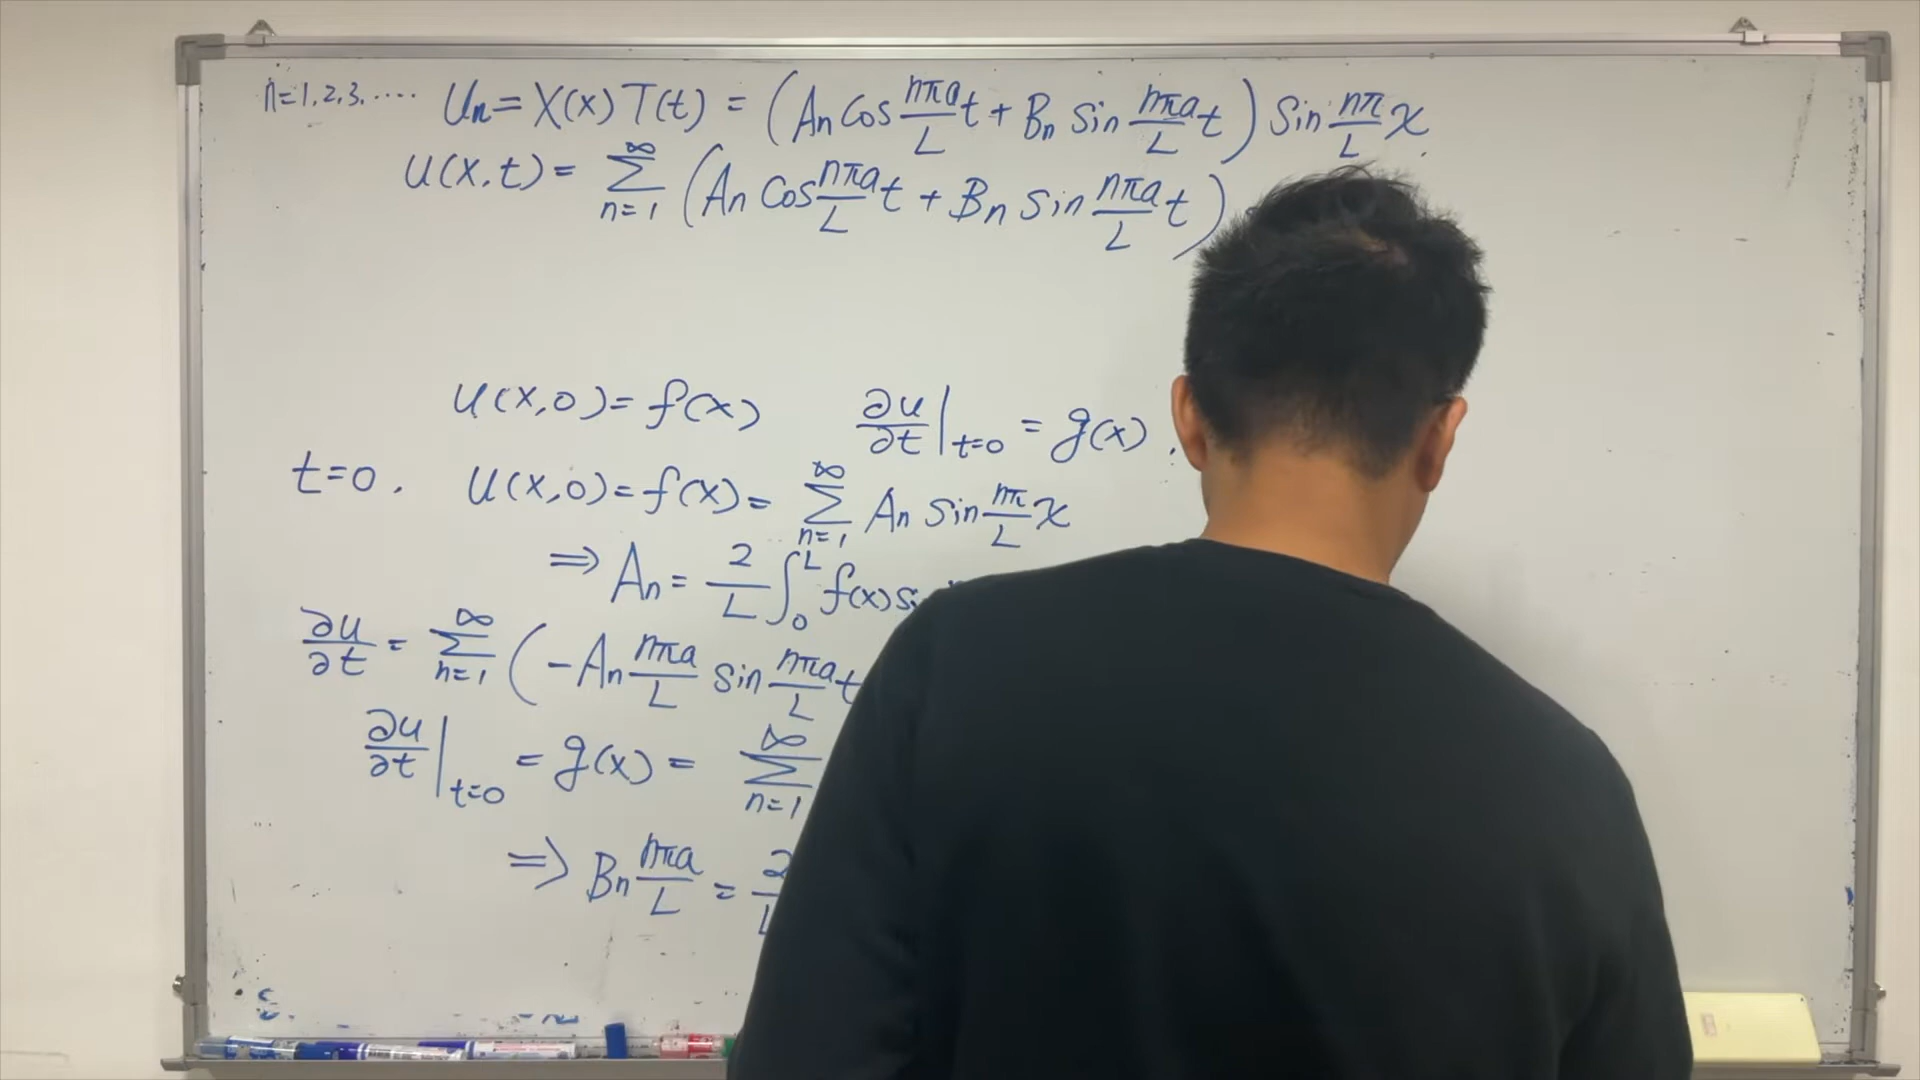 n=1,2,3,····· Un = X(x) T(t) = (An Cos nπa/L t + Bn Sin nπa/L t) Sin nπ/L x.
U(x,t) = ∑_{n=1}^{∞} (An Cos nπa/L t + Bn Sin nπa/L t)
U(x,0) = f(x)    ∂u/∂t |_{t=0} = g(x).
t=0. U(x,0) = f(x) = ∑_{n=1}^{∞} An Sin nπ/L x
⇒ An = 2/L ∫_0^L f(x)
∂u/∂t = ∑_{n=1}^{∞} (-An nπa/L sin nπa/L t
∂u/∂t |_{t=0} = g(x) = ∑_{n=1}^{∞}
⇒ Bn nπa/L = 2/L